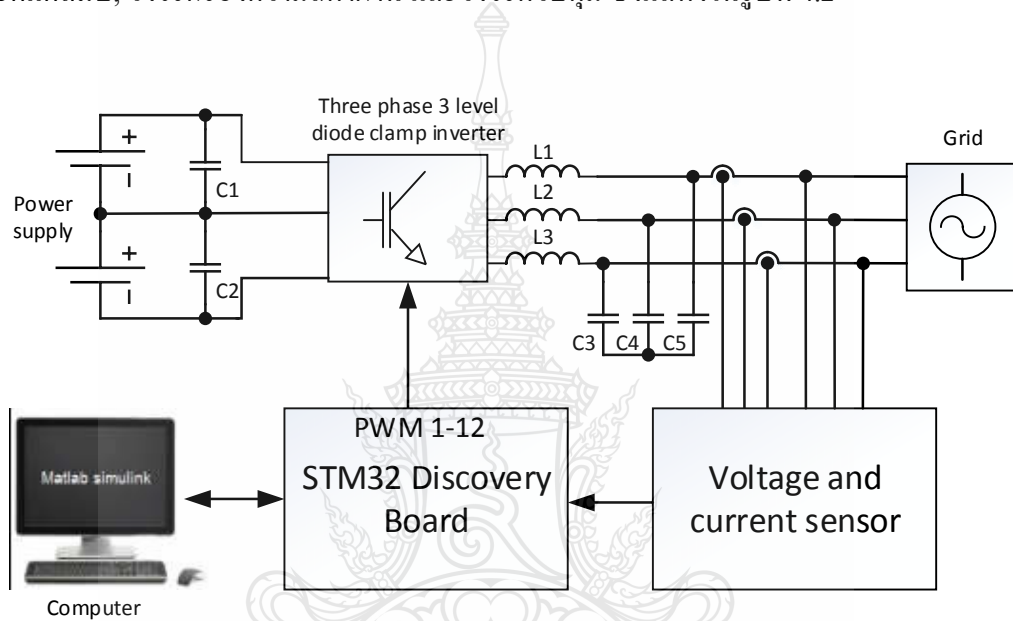 Three phase 3 level
diode clamp inverter
Grid
L1
L2
L3
+
C1
Power
supply
+
C2
C3
C4
C5
PWM 1-12
STM32 Discovery
Board
Voltage and
current sensor
Matlab simulink
Computer